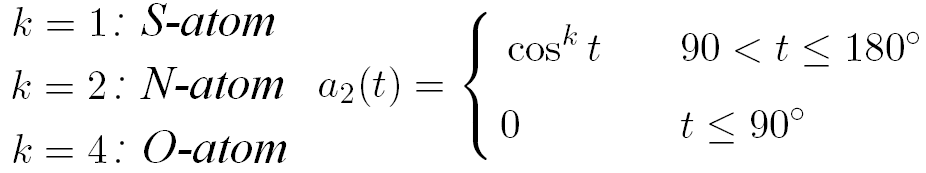 k = 1: S-atom
k = 2: N-atom
k = 4: O-atom
a₂(t) = { cosᵏ t 90 < t ≤ 180°
0 t ≤ 90°